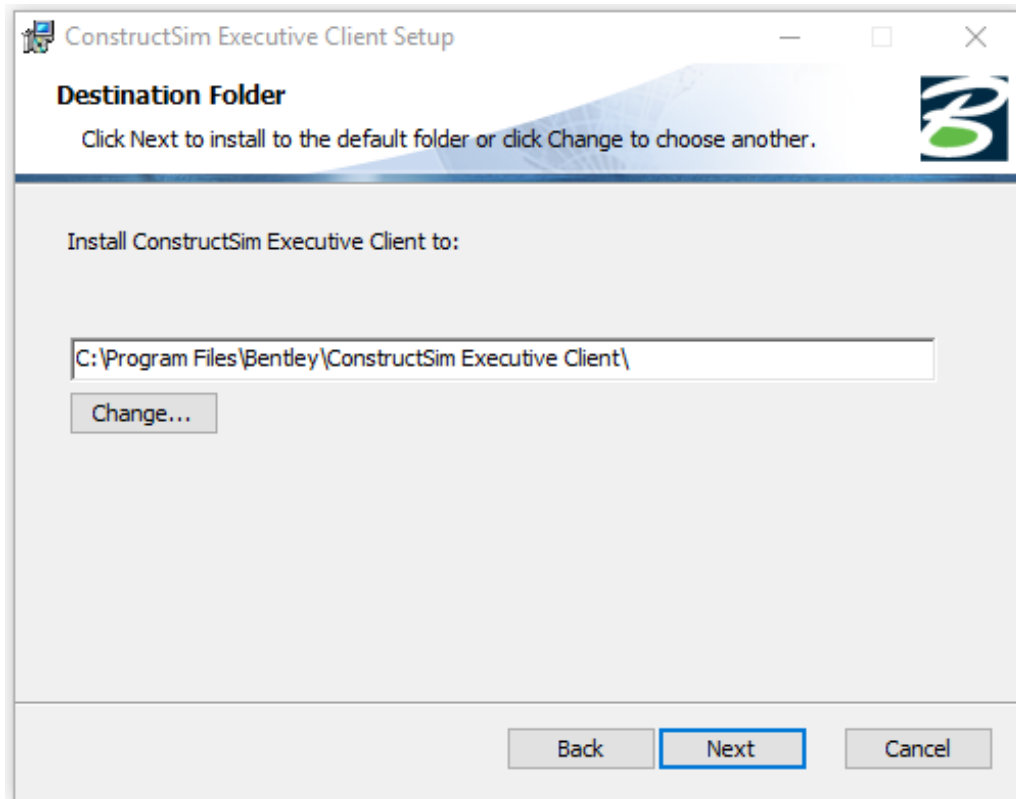 ConstructSim Executive Client Setup
Destination Folder
Click Next to install to the default folder or click Change to choose another.
Install ConstructSim Executive Client to:
C:\Program Files\Bentley\ConstructSim Executive Client\
Change...
Back Next Cancel